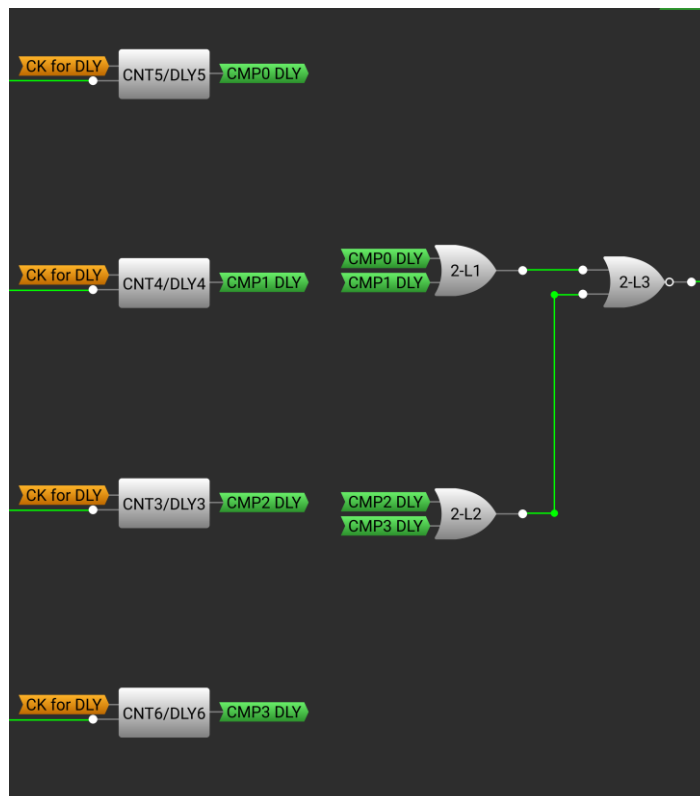 CK for DLY
CNT5/DLY5
CMP0 DLY
CK for DLY
CNT4/DLY4
CMP1 DLY
CMP0 DLY
CMP1 DLY
2-L1
2-L3
CK for DLY
CNT3/DLY3
CMP2 DLY
CMP2 DLY
CMP3 DLY
2-L2
CK for DLY
CNT6/DLY6
CMP3 DLY